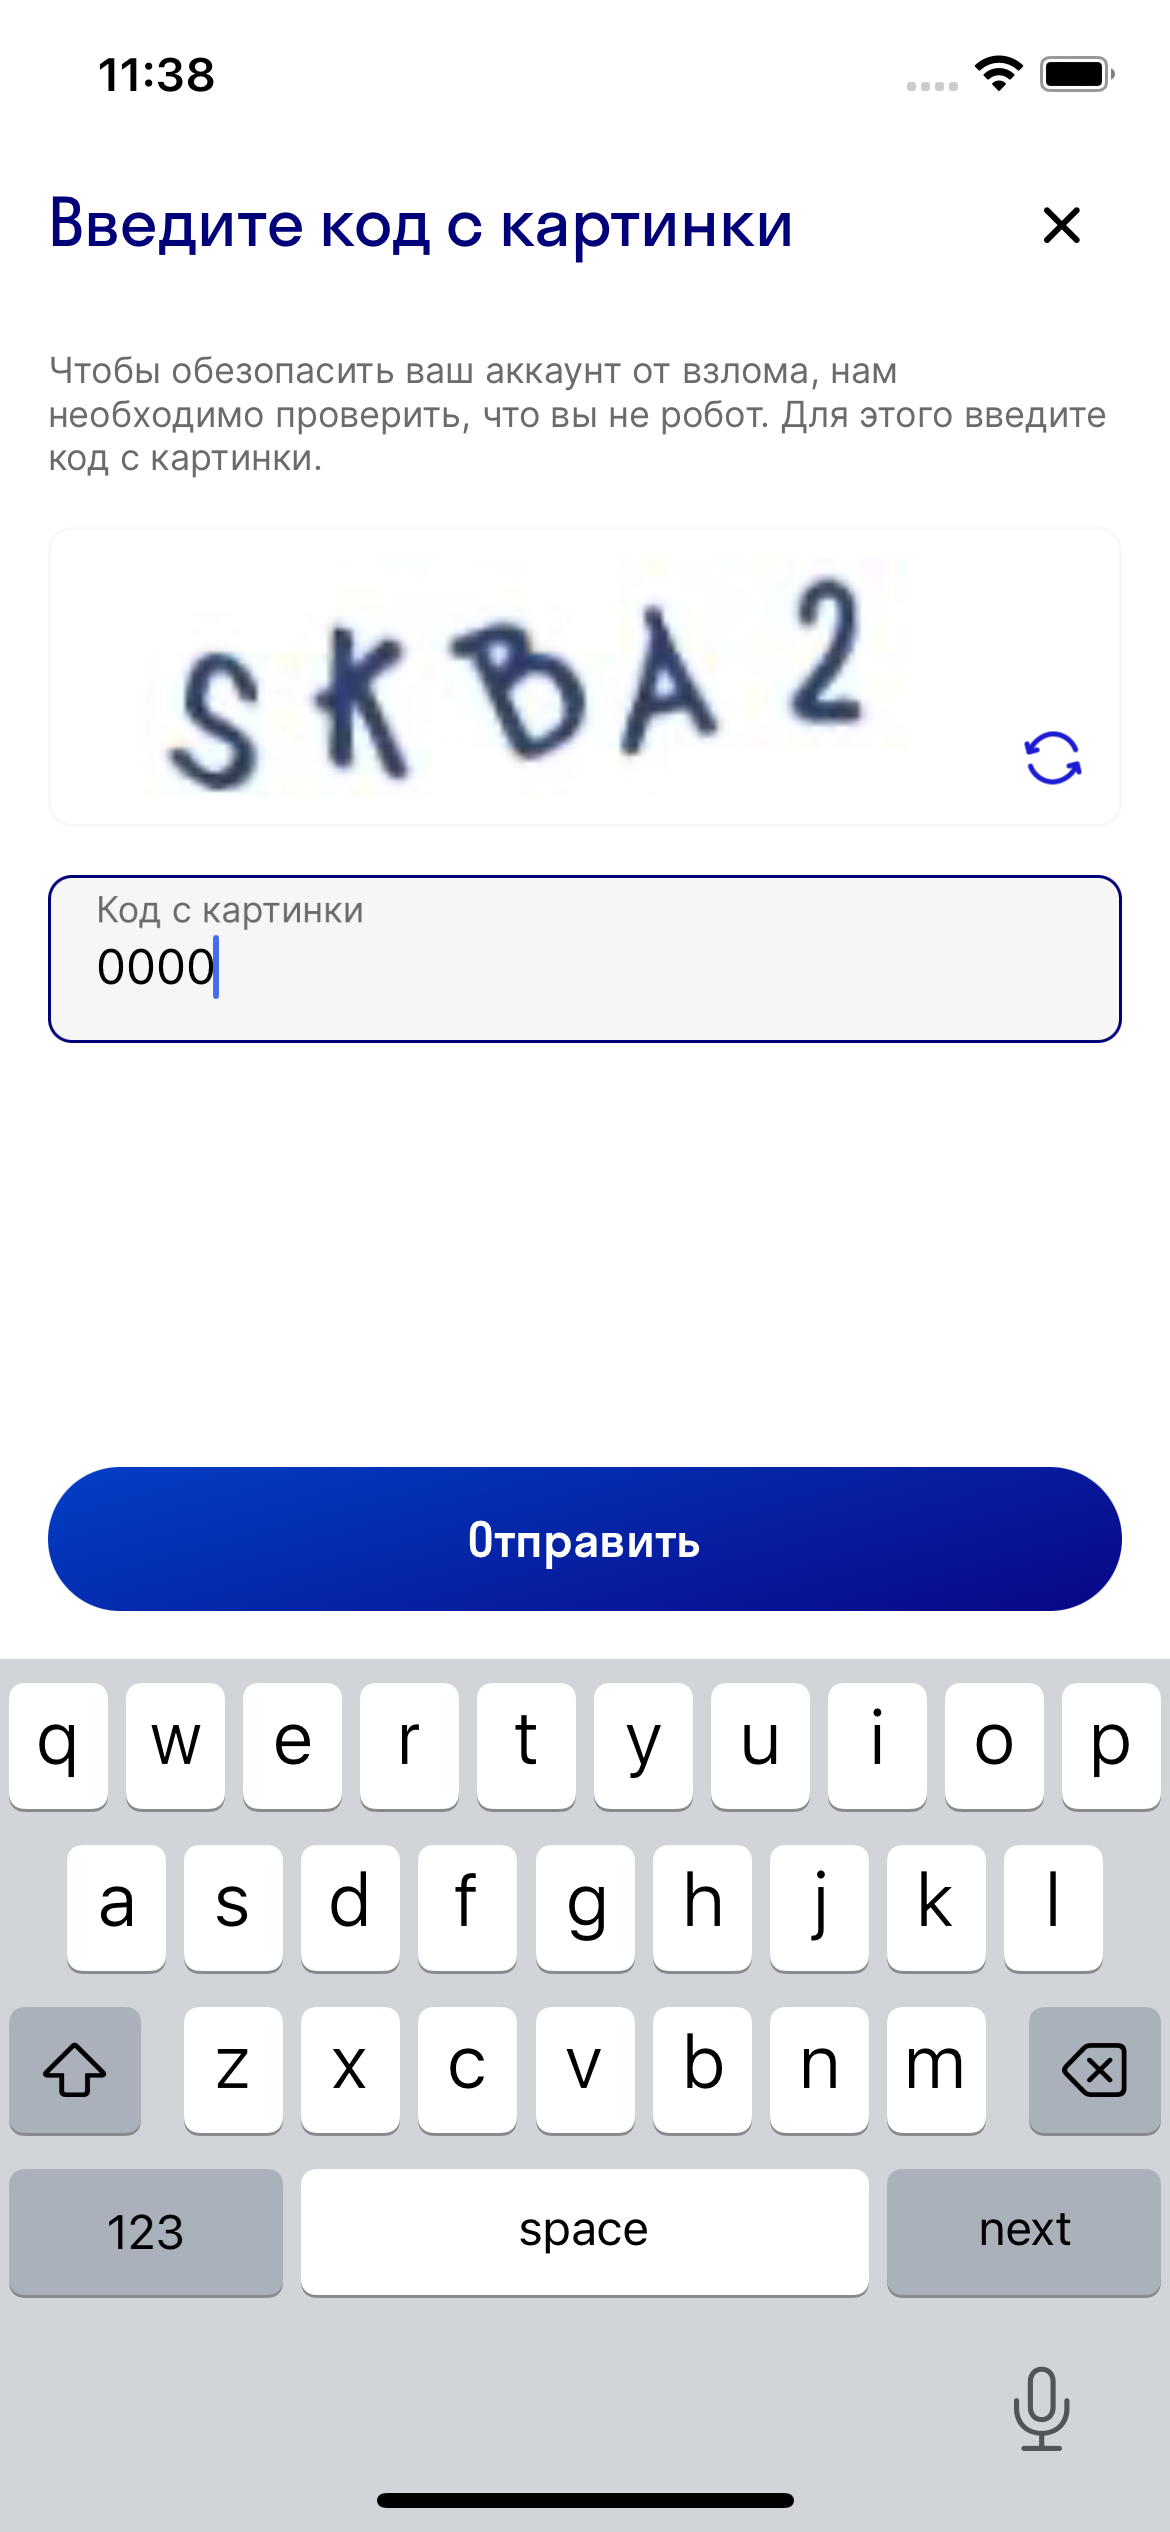 11:38
Введите код с картинки
Чтобы обезопасить ваш аккаунт от взлома, нам
необходимо проверить, что вы не робот. Для этого введите
код с картинки.
SKBA2
Код с картинки
0000
Отправить
q w e r t y u i o p
a s d f g h j k l
z x c v b n m
123 space next